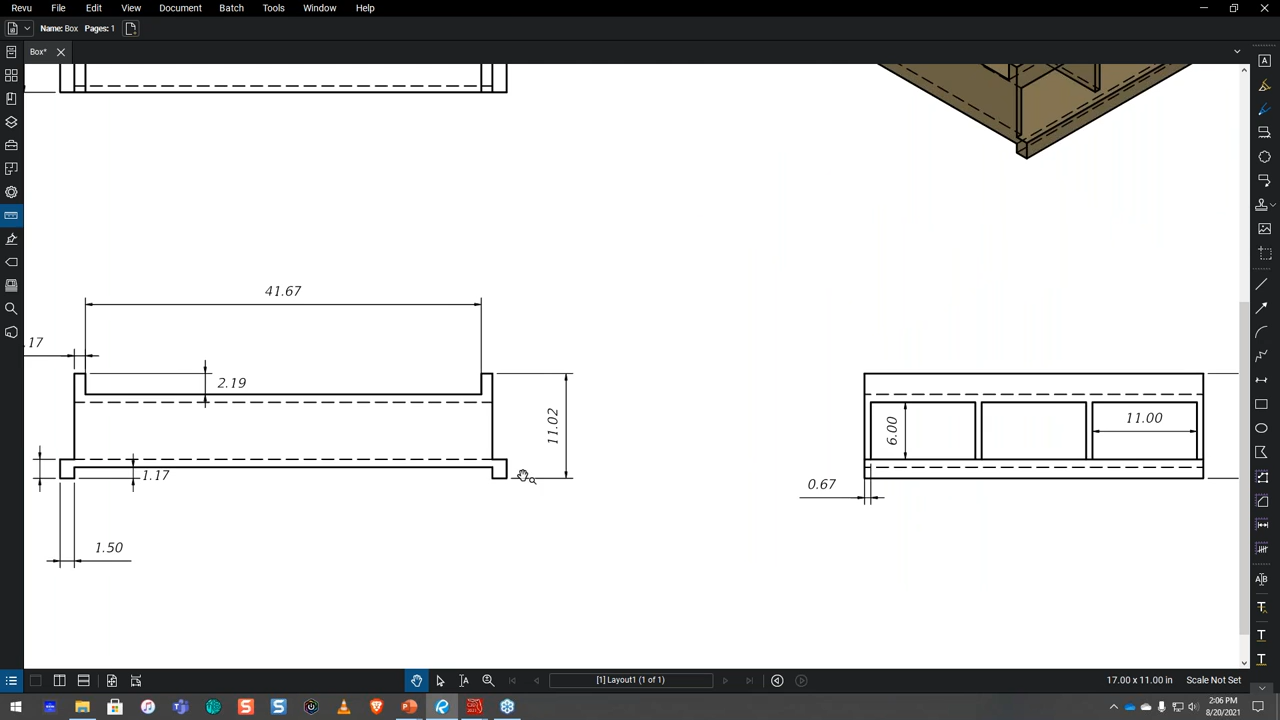 Revu File Edit View Document Tools Batch Window Help
Name: Box Pages: 1
Box*
41.67
.17
2.19
11.02
1.17
1.50
6.00
11.00
0.67
[1] Layout1 (1 of 1)
17.00 x 11.00 in Scale Not Set
2:06 PM
8/20/2021